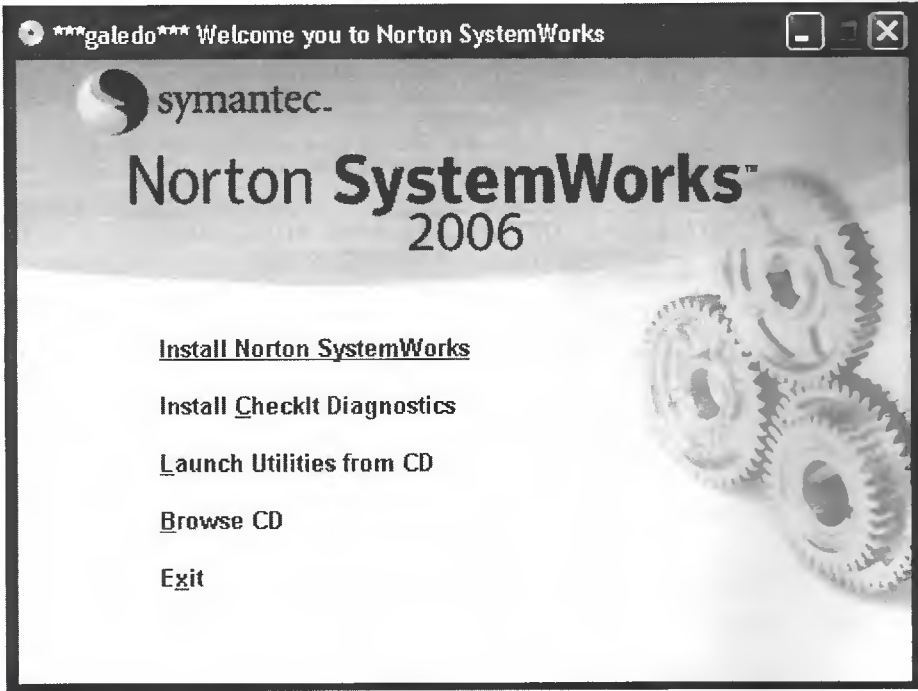 ***galedo*** Welcome you to Norton SystemWorks
symantec.
Norton SystemWorks™
2006
Install Norton SystemWorks
Install CheckIt Diagnostics
Launch Utilities from CD
Browse CD
Exit